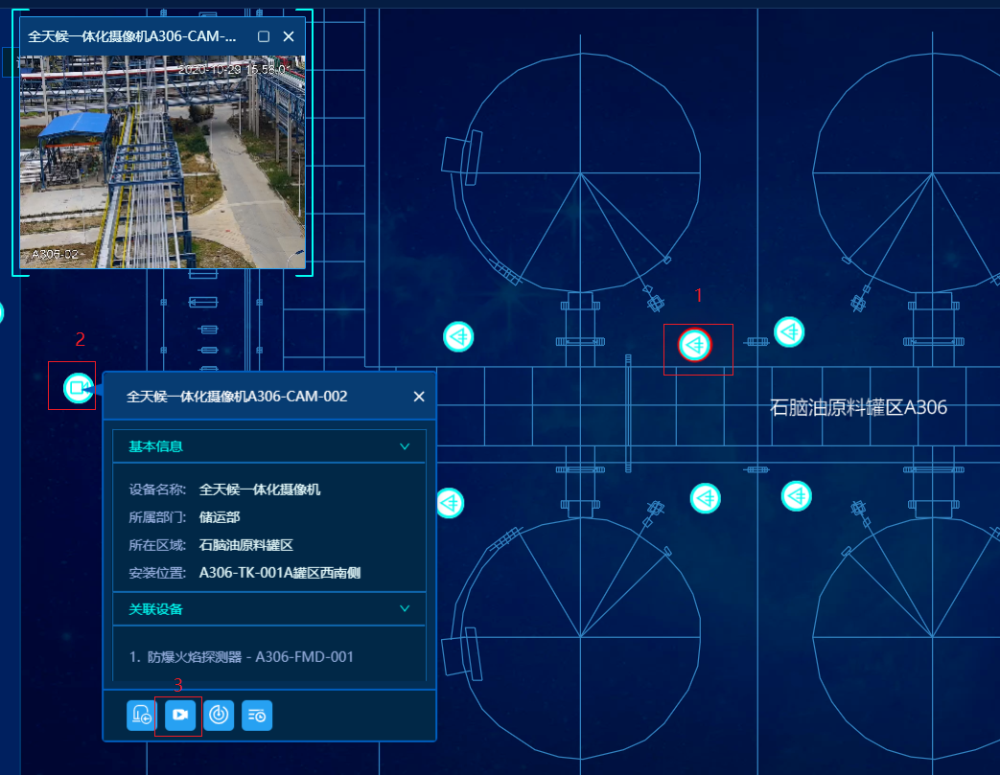 全天候一体化摄像机A306-CAM-...
2020-10-29 15:56:01
A306-02
1
2
全天候一体化摄像机A306-CAM-002
石脑油原料罐区A306
基本信息
设备名称: 全天候一体化摄像机
所属部门: 储运部
所在区域: 石脑油原料罐区
安装位置: A306-TK-001A罐区西南侧
关联设备
1. 防爆火焰探测器 - A306-FMD-001
3